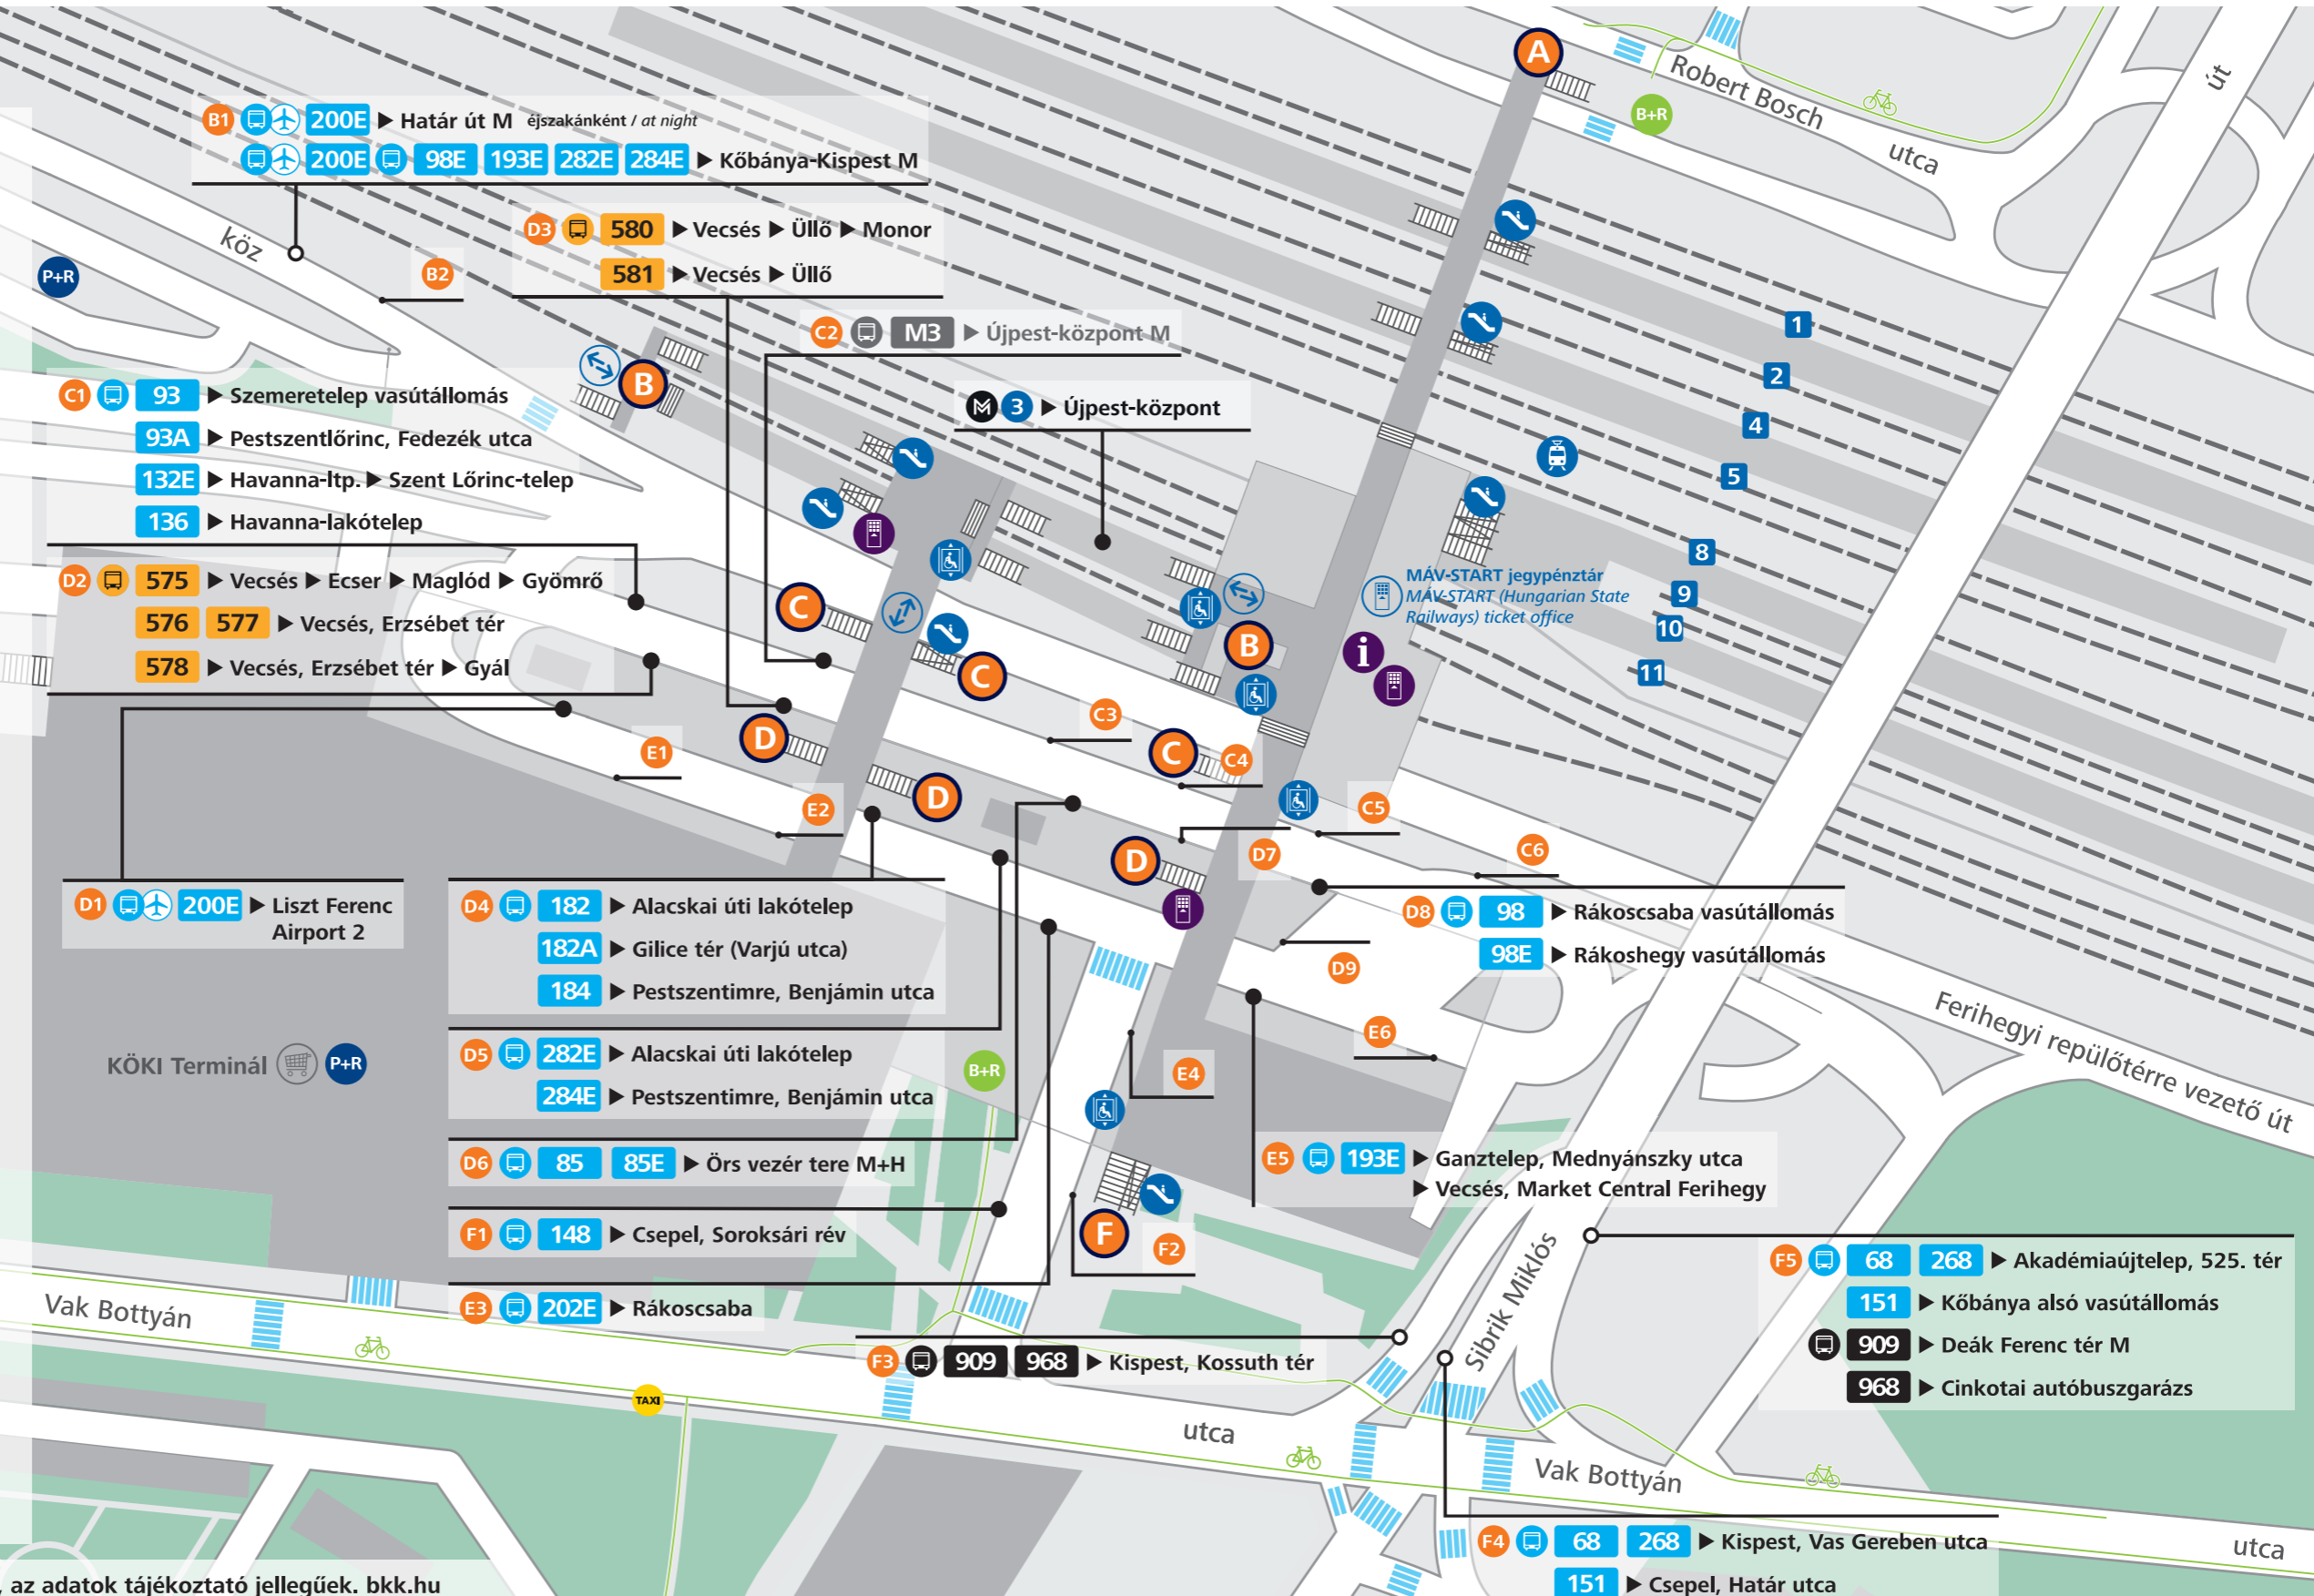 A
Robert Bosch
utca
út
B+R
B1 200E ▶ Határ út M éjszakánként / at night
200E 98E 193E 282E 284E ▶ Kőbánya-Kispest M
köz
P+R
B2
D3 580 ▶ Vecsés ▶ Üllő ▶ Monor
581 ▶ Vecsés ▶ Üllő
C2 M3 ▶ Újpest-központ M
M 3 ▶ Újpest-központ
B
C1 93 ▶ Szemeretelep vasútállomás
93A ▶ Pestszentlőrinc, Fedezék utca
132E ▶ Havanna-ltp. ▶ Szent Lőrinc-telep
136 ▶ Havanna-lakótelep
1
2
4
5
8
9
10
11
D2 575 ▶ Vecsés ▶ Ecser ▶ Maglód ▶ Gyömrő
576 577 ▶ Vecsés, Erzsébet tér
578 ▶ Vecsés, Erzsébet tér ▶ Gyál
MÁV-START jegypénztár
MÁV-START (Hungarian State
Railways) ticket office
i
C
C
B
C
C3
C4
C5
C6
D
D
D
E1
E2
D7
D1 200E ▶ Liszt Ferenc
Airport 2
D4 182 ▶ Alacskai úti lakótelep
182A ▶ Gilice tér (Varjú utca)
184 ▶ Pestszentimre, Benjámin utca
D8 98 ▶ Rákoscsaba vasútállomás
98E ▶ Rákoshegy vasútállomás
D9
E6
E4
Ferihegyi repülőtérre vezető út
KÖKI Terminál P+R
D5 282E ▶ Alacskai úti lakótelep
284E ▶ Pestszentimre, Benjámin utca
B+R
D6 85 85E ▶ Örs vezér tere M+H
E5 193E ▶ Ganztelep, Mednyánszky utca
▶ Vecsés, Market Central Ferihegy
F1 148 ▶ Csepel, Soroksári rév
F
F2
E3 202E ▶ Rákoscsaba
Vak Bottyán
F3 909 968 ▶ Kispest, Kossuth tér
Sibrik Miklós
F5 68 268 ▶ Akadémiaújtelep, 525. tér
151 ▶ Kőbánya alsó vasútállomás
909 ▶ Deák Ferenc tér M
968 ▶ Cinkotai autóbuszgarázs
TAXI
utca
Vak Bottyán
utca
F4 68 268 ▶ Kispest, Vas Gereben utca
151 ▶ Csepel, Határ utca
, az adatok tájékoztató jellegűek. bkk.hu